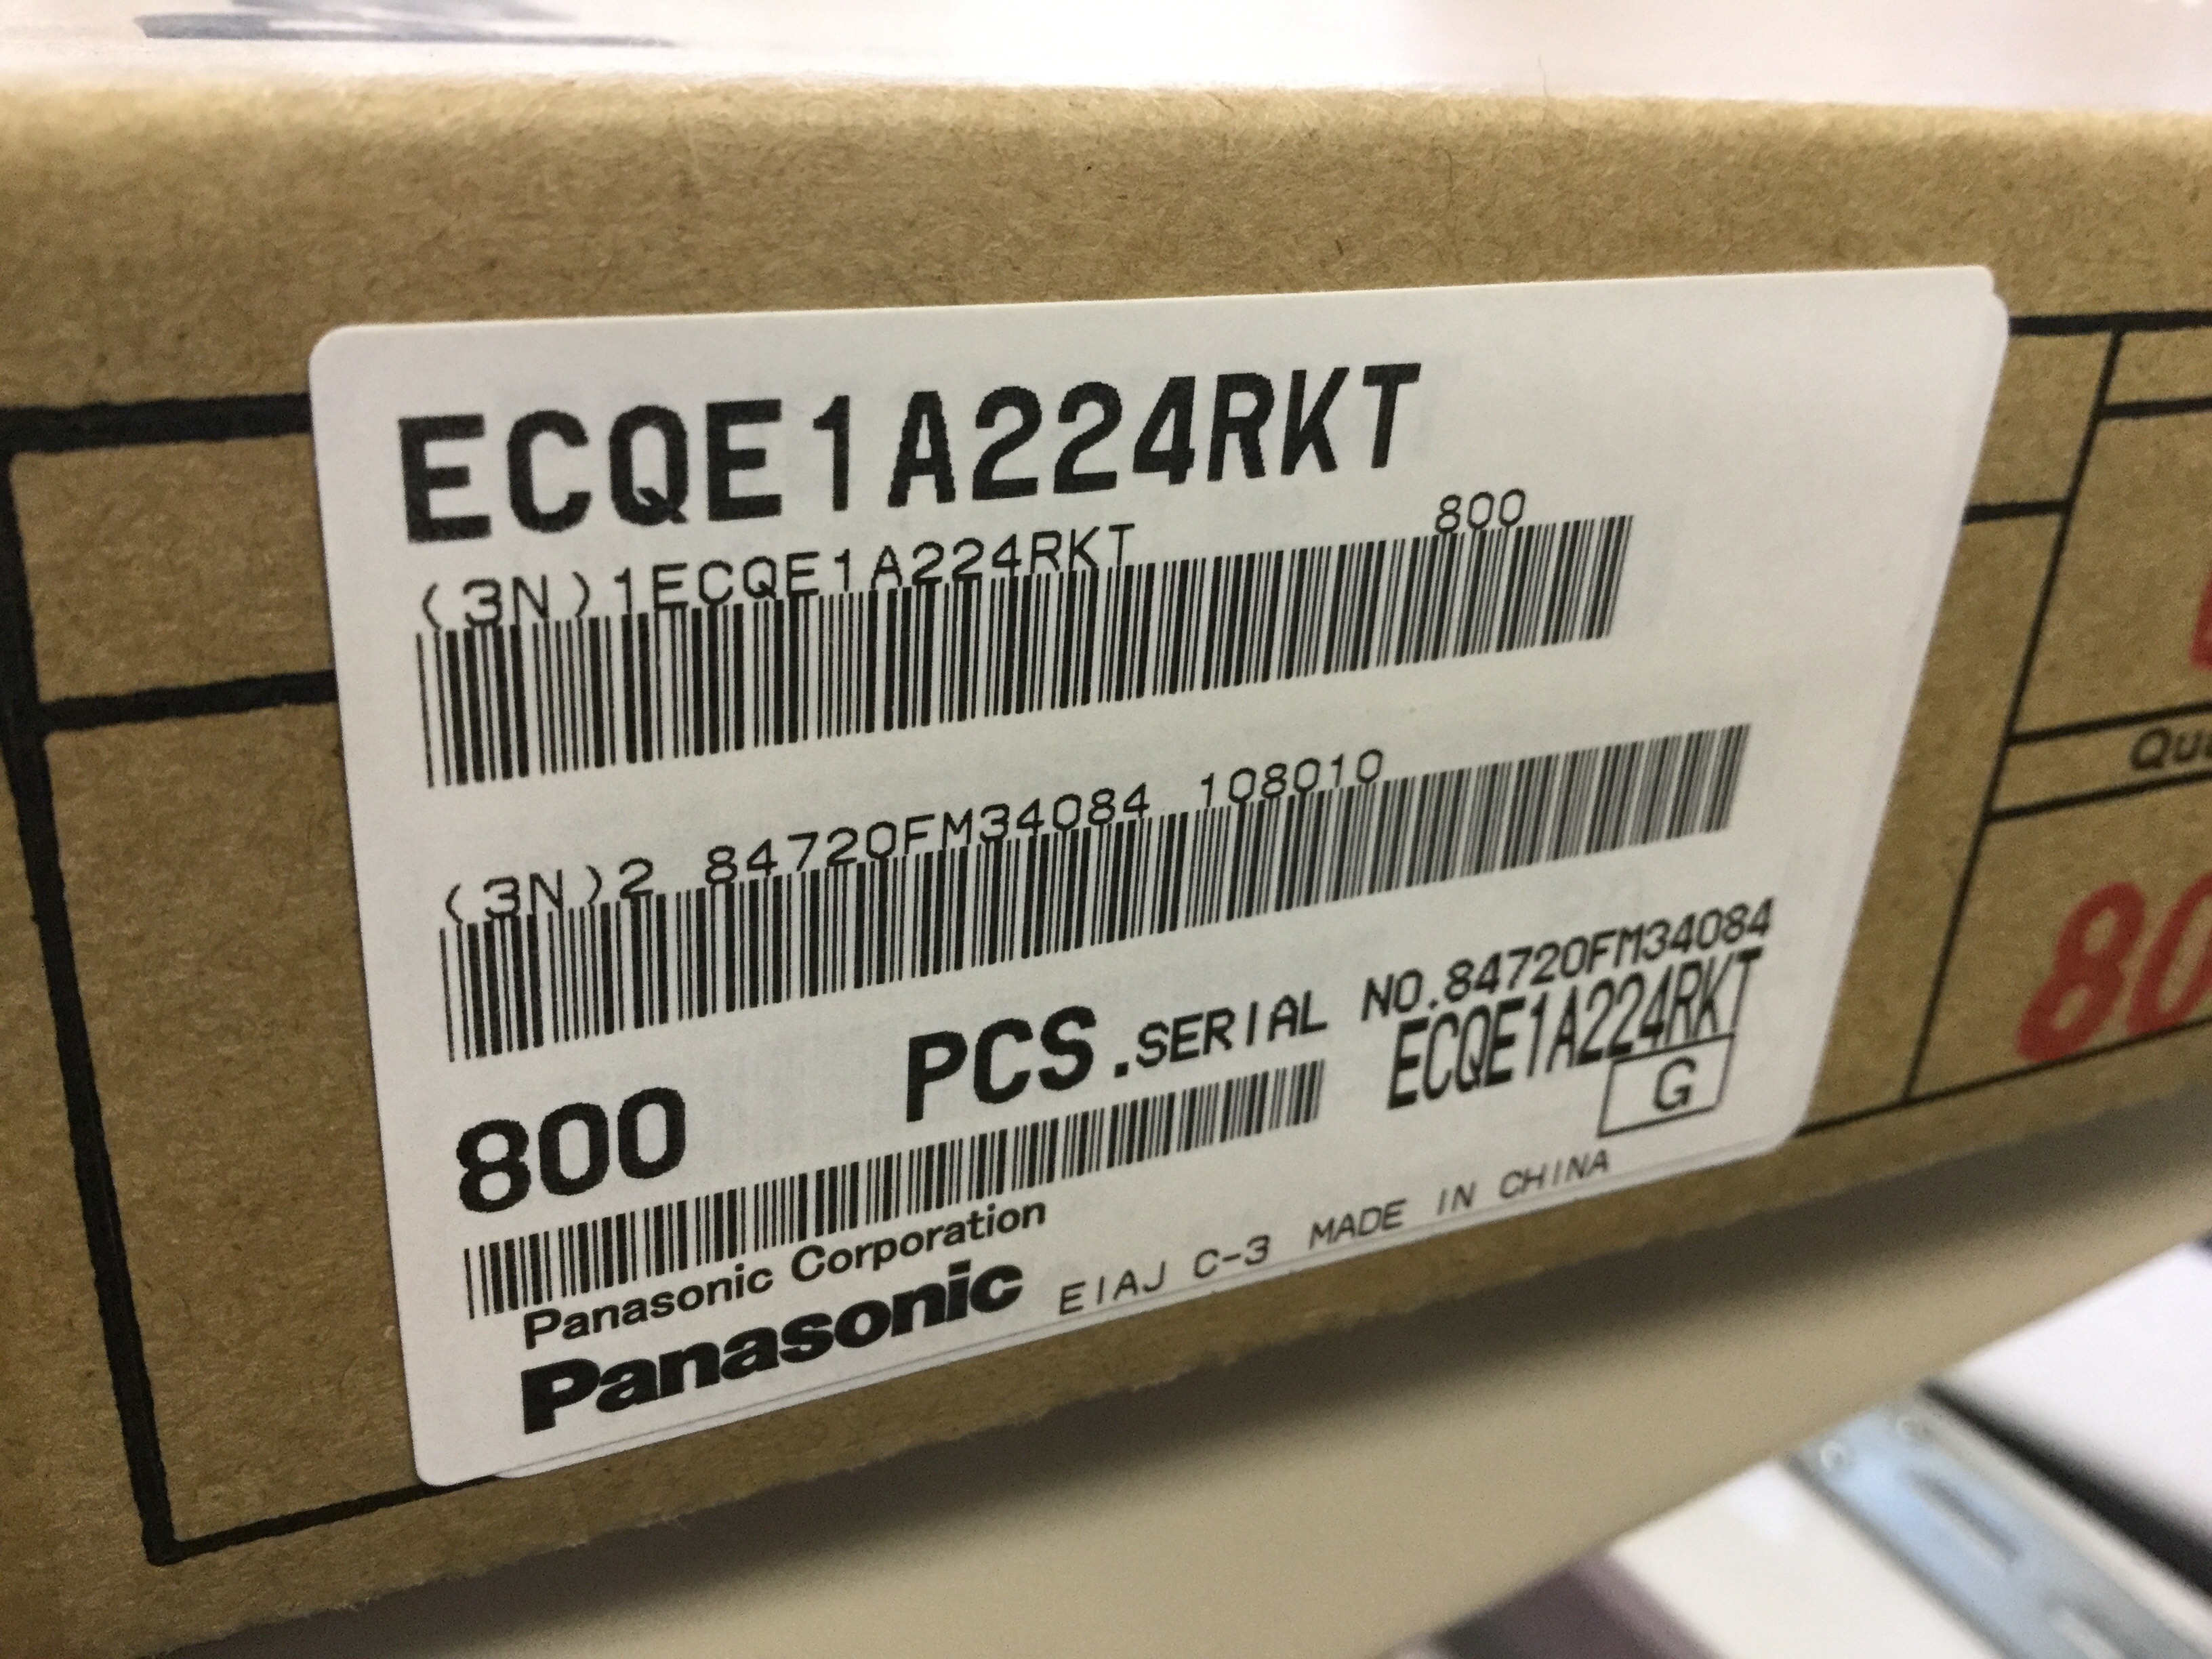 ECQE1A224RKT
(3N)1ECQE1A224RKT 800
(3N)2 84720FM34084 108010
800 PCS. SERIAL NO.84720FM34084
ECQE1A224RKT
G
Panasonic Corporation
Panasonic EIAJ C-3 MADE IN CHINA